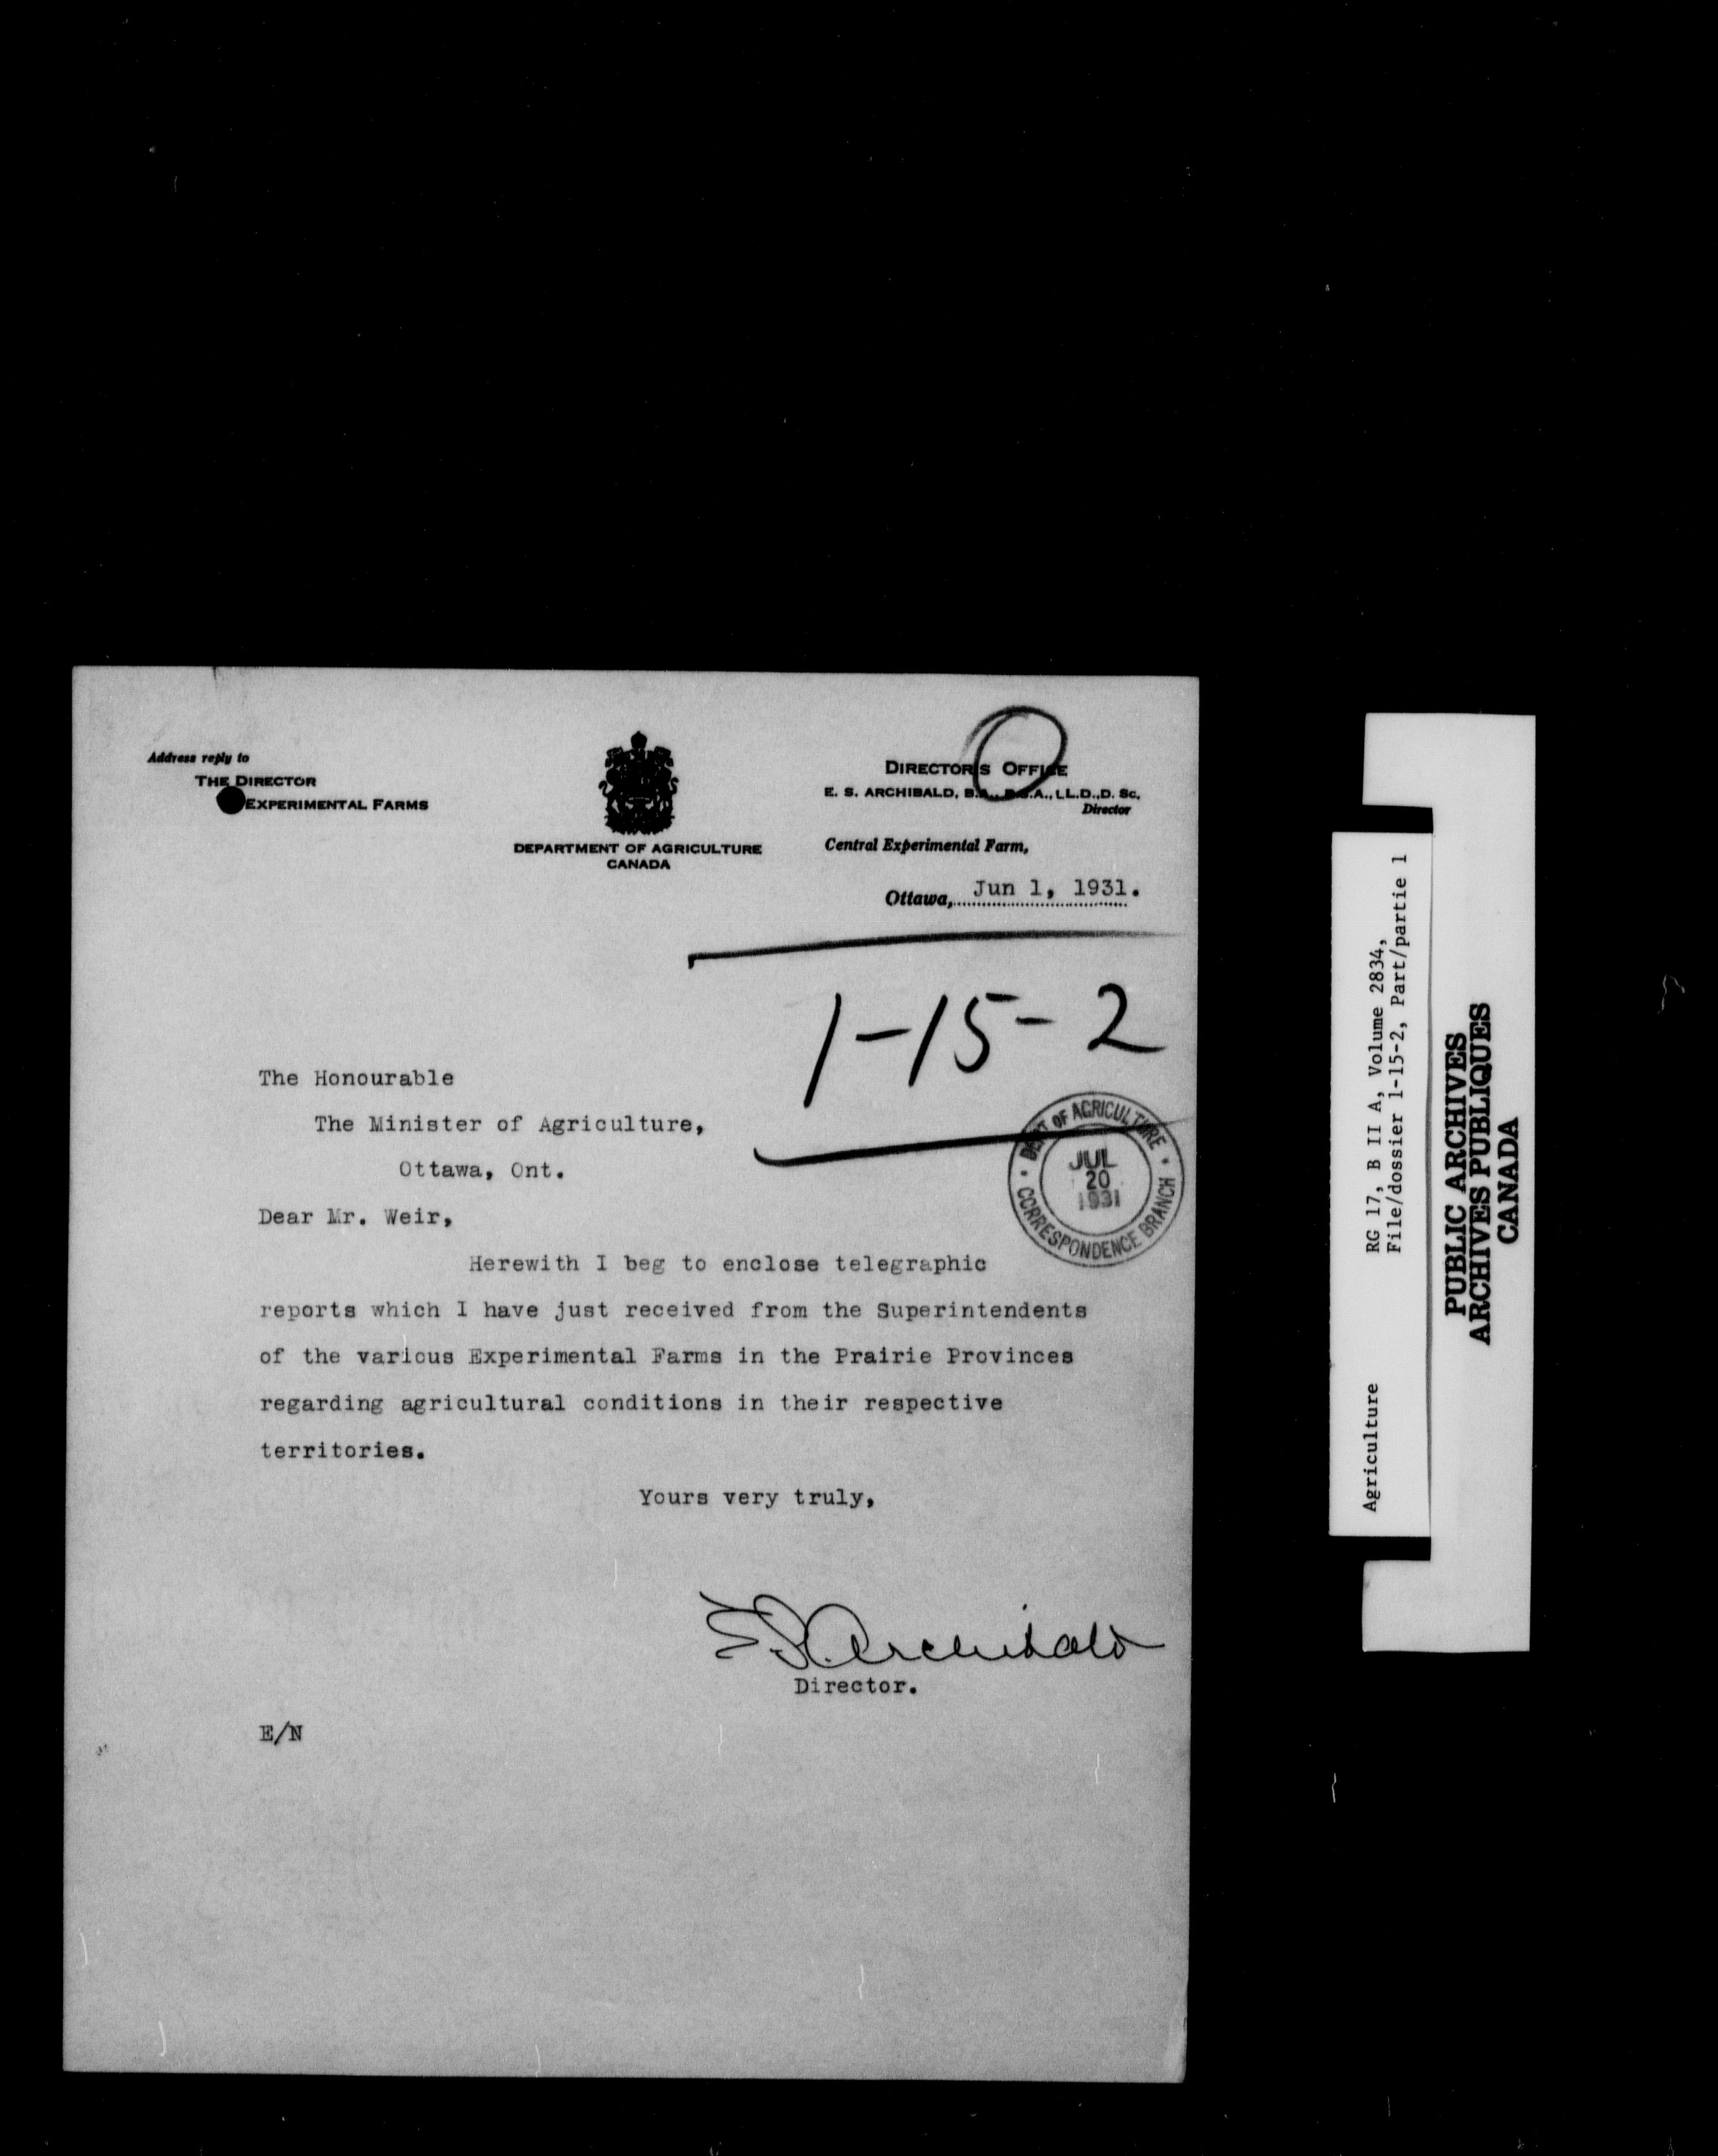 Address reply to
THE DIRECTOR
EXPERIMENTAL FARMS
DEPARTMENT OF AGRICULTURE
CANADA
DIRECTOR'S OFFICE
E. S. ARCHIBALD, B.A., B.S.A., LL.D., D. Sc,
Director
Central Experimental Farm,
Ottawa, Jun 1, 1931.
1-15-2
The Honourable
The Minister of Agriculture,
Ottawa, Ont.
DEPT OF AGRICULTURE
JUL
20
1931
CORRESPONDENCE BRANCH
Dear Mr. Weir,
Herewith I beg to enclose telegraphic
reports which I have just received from the Superintendents
of the various Experimental Farms in the Prairie Provinces
regarding agricultural conditions in their respective
territories.
Yours very truly,
E S Archibald
Director.
E/N
Agriculture RG 17, B II A, Volume 2834,
File/dossier 1-15-2, Part/partie 1
PUBLIC ARCHIVES
ARCHIVES PUBLIQUES
CANADA